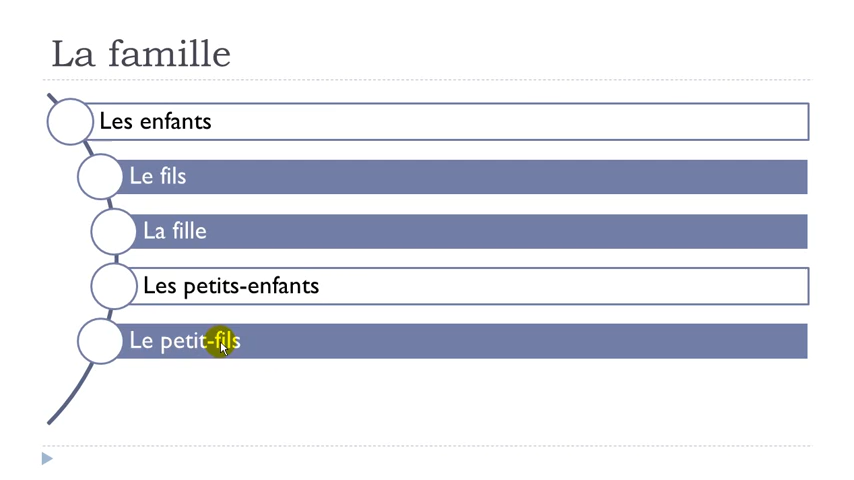 La famille
Les enfants
Le fils
La fille
Les petits-enfants
Le petit-fils